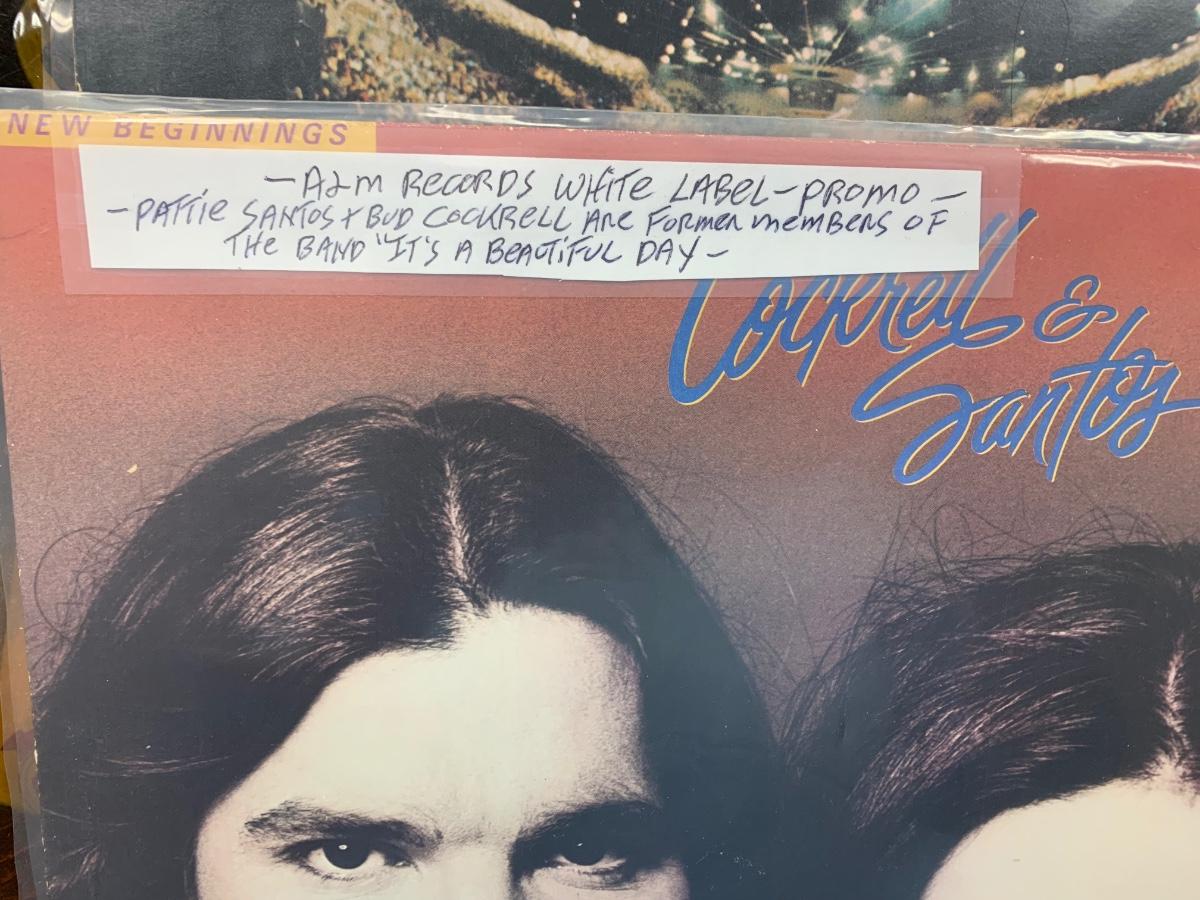 NEW BEGINNINGS
- A&M RECORDS WHITE LABEL - PROMO -
- PATTIE SANTOS + BUD COCKRELL ARE FORMER MEMBERS OF
THE BAND "IT'S A BEAUTIFUL DAY -
Cockrell &
Santos